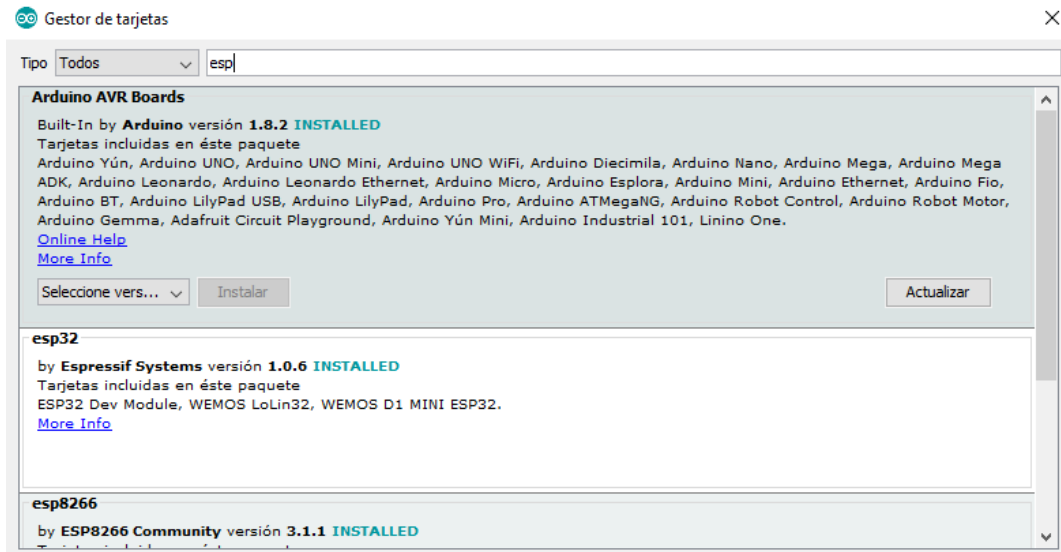 Gestor de tarjetas
Tipo Todos esp
Arduino AVR Boards
Built-In by Arduino versión 1.8.2 INSTALLED
Tarjetas incluidas en éste paquete
Arduino Yún, Arduino UNO, Arduino UNO Mini, Arduino UNO WiFi, Arduino Diecimila, Arduino Nano, Arduino Mega, Arduino Mega
ADK, Arduino Leonardo, Arduino Leonardo Ethernet, Arduino Micro, Arduino Esplora, Arduino Mini, Arduino Ethernet, Arduino Fio,
Arduino BT, Arduino LilyPad USB, Arduino LilyPad, Arduino Pro, Arduino ATMegaNG, Arduino Robot Control, Arduino Robot Motor,
Arduino Gemma, Adafruit Circuit Playground, Arduino Yún Mini, Arduino Industrial 101, Linino One.
Online Help
More Info
Seleccione vers... Instalar Actualizar
esp32
by Espressif Systems versión 1.0.6 INSTALLED
Tarjetas incluidas en éste paquete
ESP32 Dev Module, WEMOS LoLin32, WEMOS D1 MINI ESP32.
More Info
esp8266
by ESP8266 Community versión 3.1.1 INSTALLED